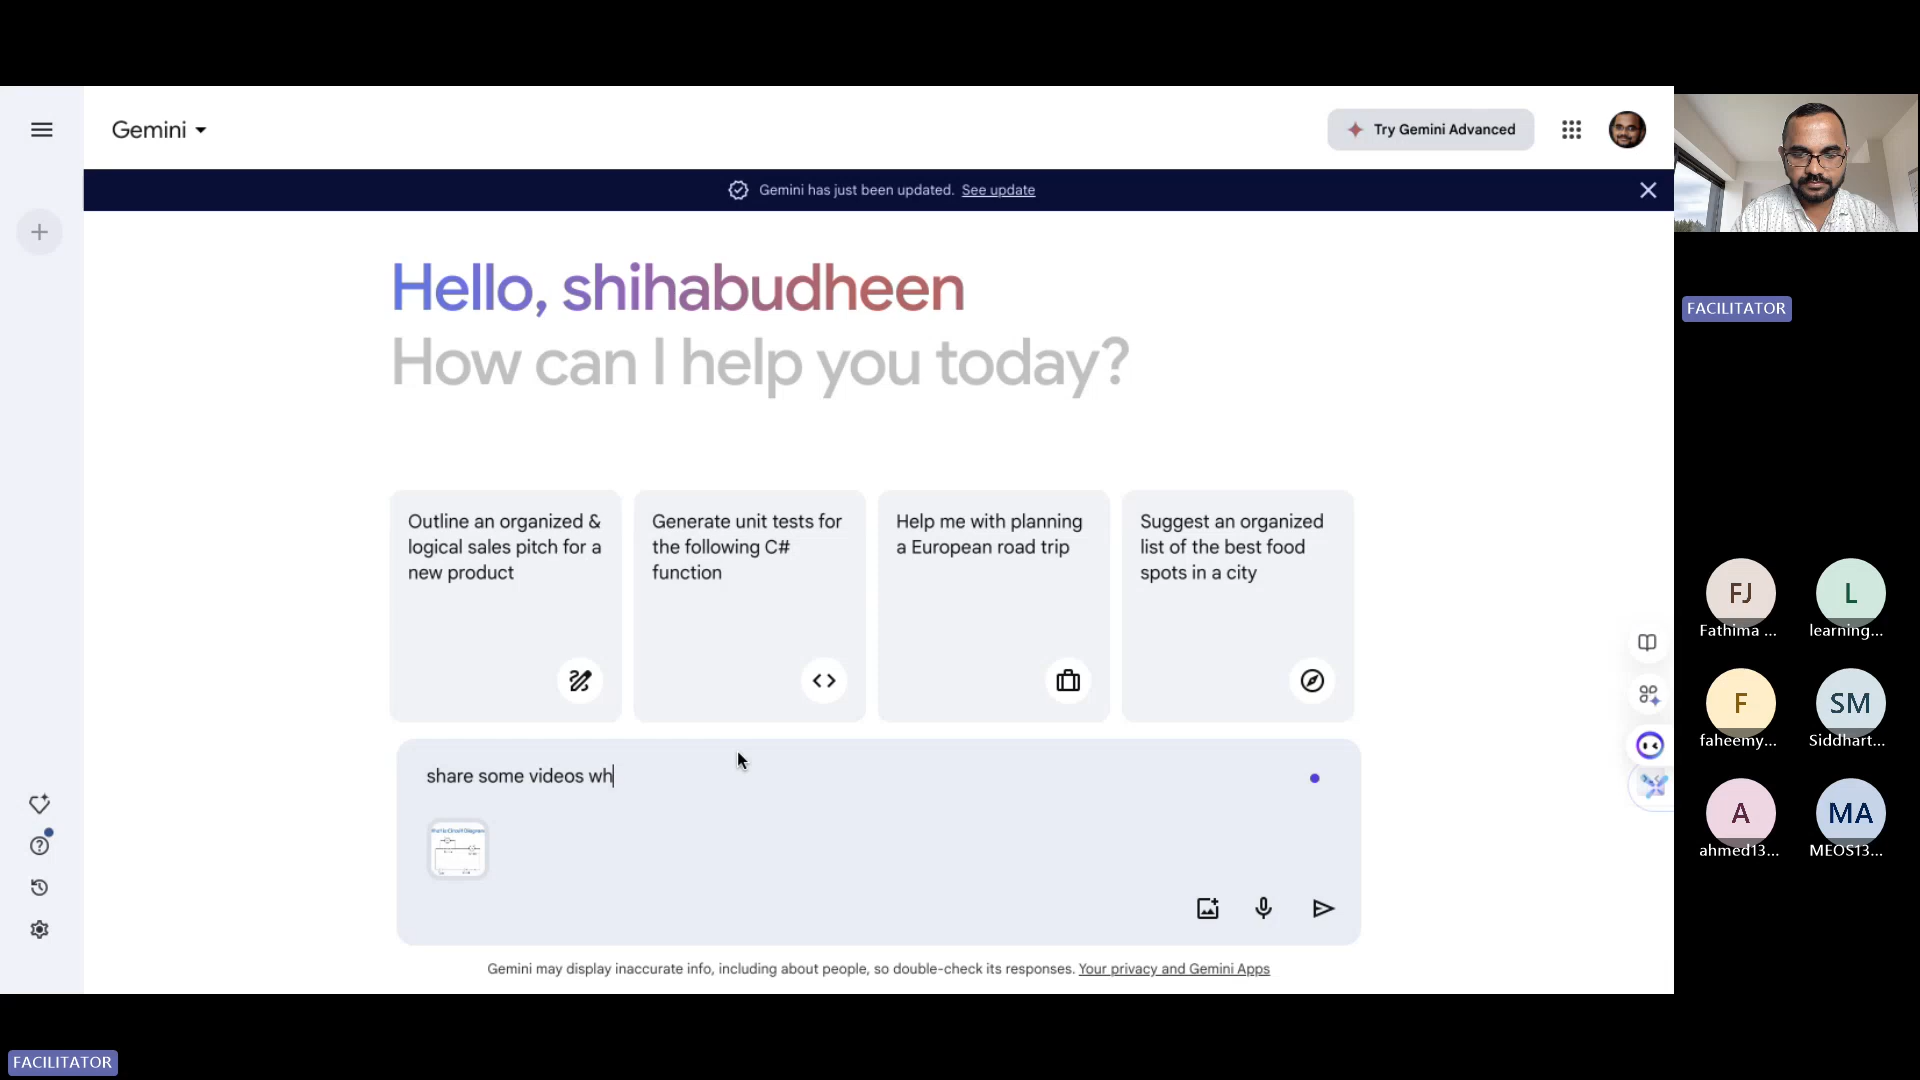 Gemini
Try Gemini Advanced
Gemini has just been updated. See update
Hello, shihabudheen
How can I help you today?
Outline an organized &
logical sales pitch for a
new product
Generate unit tests for
the following C#
function
Help me with planning
a European road trip
Suggest an organized
list of the best food
spots in a city
share some videos wh
Gemini may display inaccurate info, including about people, so double-check its responses. Your privacy and Gemini Apps
FACILITATOR
FJ
Fathima ...
L
learning...
F
faheemy...
SM
Siddhart...
A
ahmed13...
MA
MEOS13...
FACILITATOR